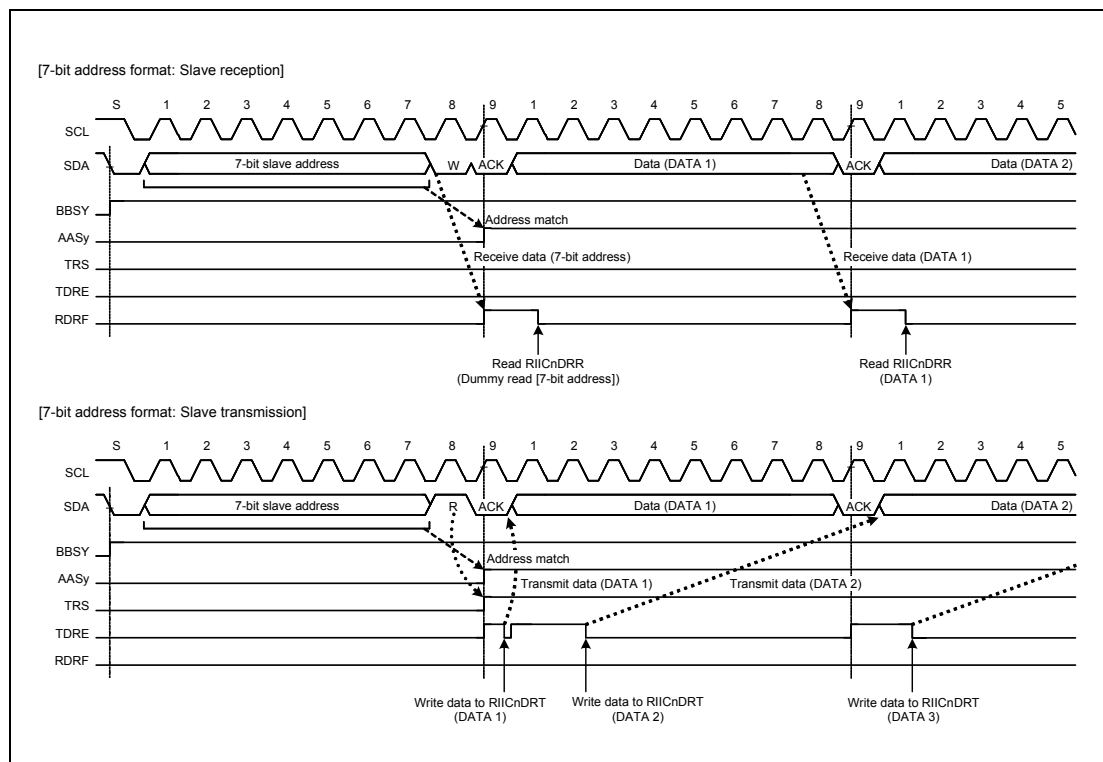 [7-bit address format: Slave reception]
S 1 2 3 4 5 6 7 8 9 1 2 3 4 5 6 7 8 9 1 2 3 4 5
SCL
SDA 7-bit slave address W ACK Data (DATA 1) ACK Data (DATA 2)
BBSY
Address match
AASy
Receive data (7-bit address) Receive data (DATA 1)
TRS
TDRE
RDRF
Read RIICnDRR Read RIICnDRR
(Dummy read [7-bit address]) (DATA 1)
[7-bit address format: Slave transmission]
S 1 2 3 4 5 6 7 8 9 1 2 3 4 5 6 7 8 9 1 2 3 4 5
SCL
SDA 7-bit slave address R ACK Data (DATA 1) ACK Data (DATA 2)
BBSY
Address match
AASy
Transmit data (DATA 1) Transmit data (DATA 2)
TRS
TDRE
RDRF
Write data to RIICnDRT Write data to RIICnDRT Write data to RIICnDRT
(DATA 1) (DATA 2) (DATA 3)